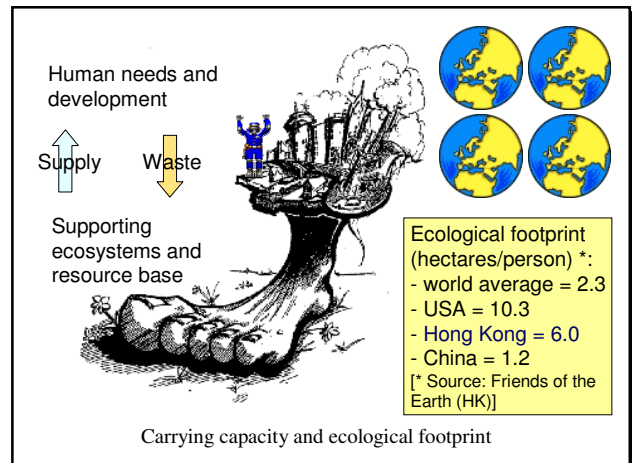 Human needs and
development
Supply
Waste
Supporting
ecosystems and
resource base
Ecological footprint
(hectares/person) *:
- world average = 2.3
- USA = 10.3
- Hong Kong = 6.0
- China = 1.2
[* Source: Friends of the
Earth (HK)]
Carrying capacity and ecological footprint